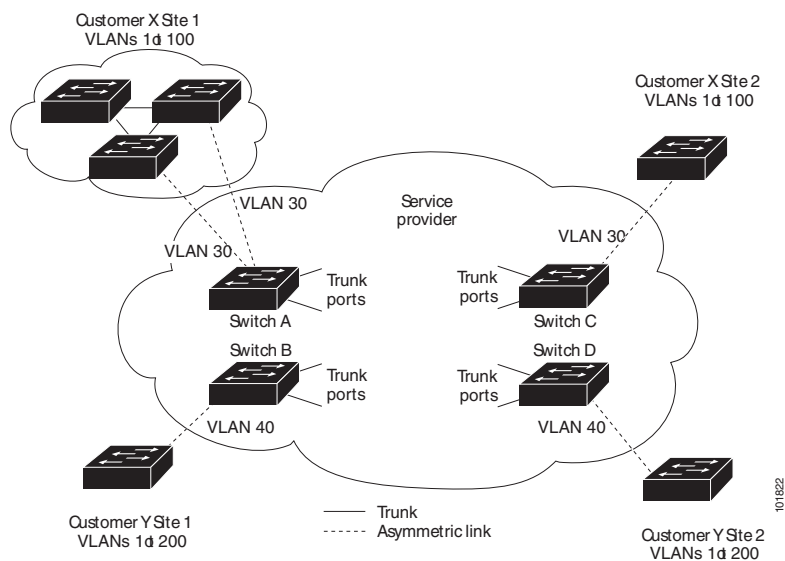 Customer X Site 1
VLANs 1 to 100
Customer X Site 2
VLANs 1 to 100
VLAN 30
Service
provider
VLAN 30
VLAN 30
Trunk
ports
Trunk
ports
Switch A
Switch C
Switch B
Switch D
Trunk
ports
Trunk
ports
VLAN 40
VLAN 40
Customer Y Site 1
VLANs 1 to 200
Trunk
Asymmetric link
Customer Y Site 2
VLANs 1 to 200
101822